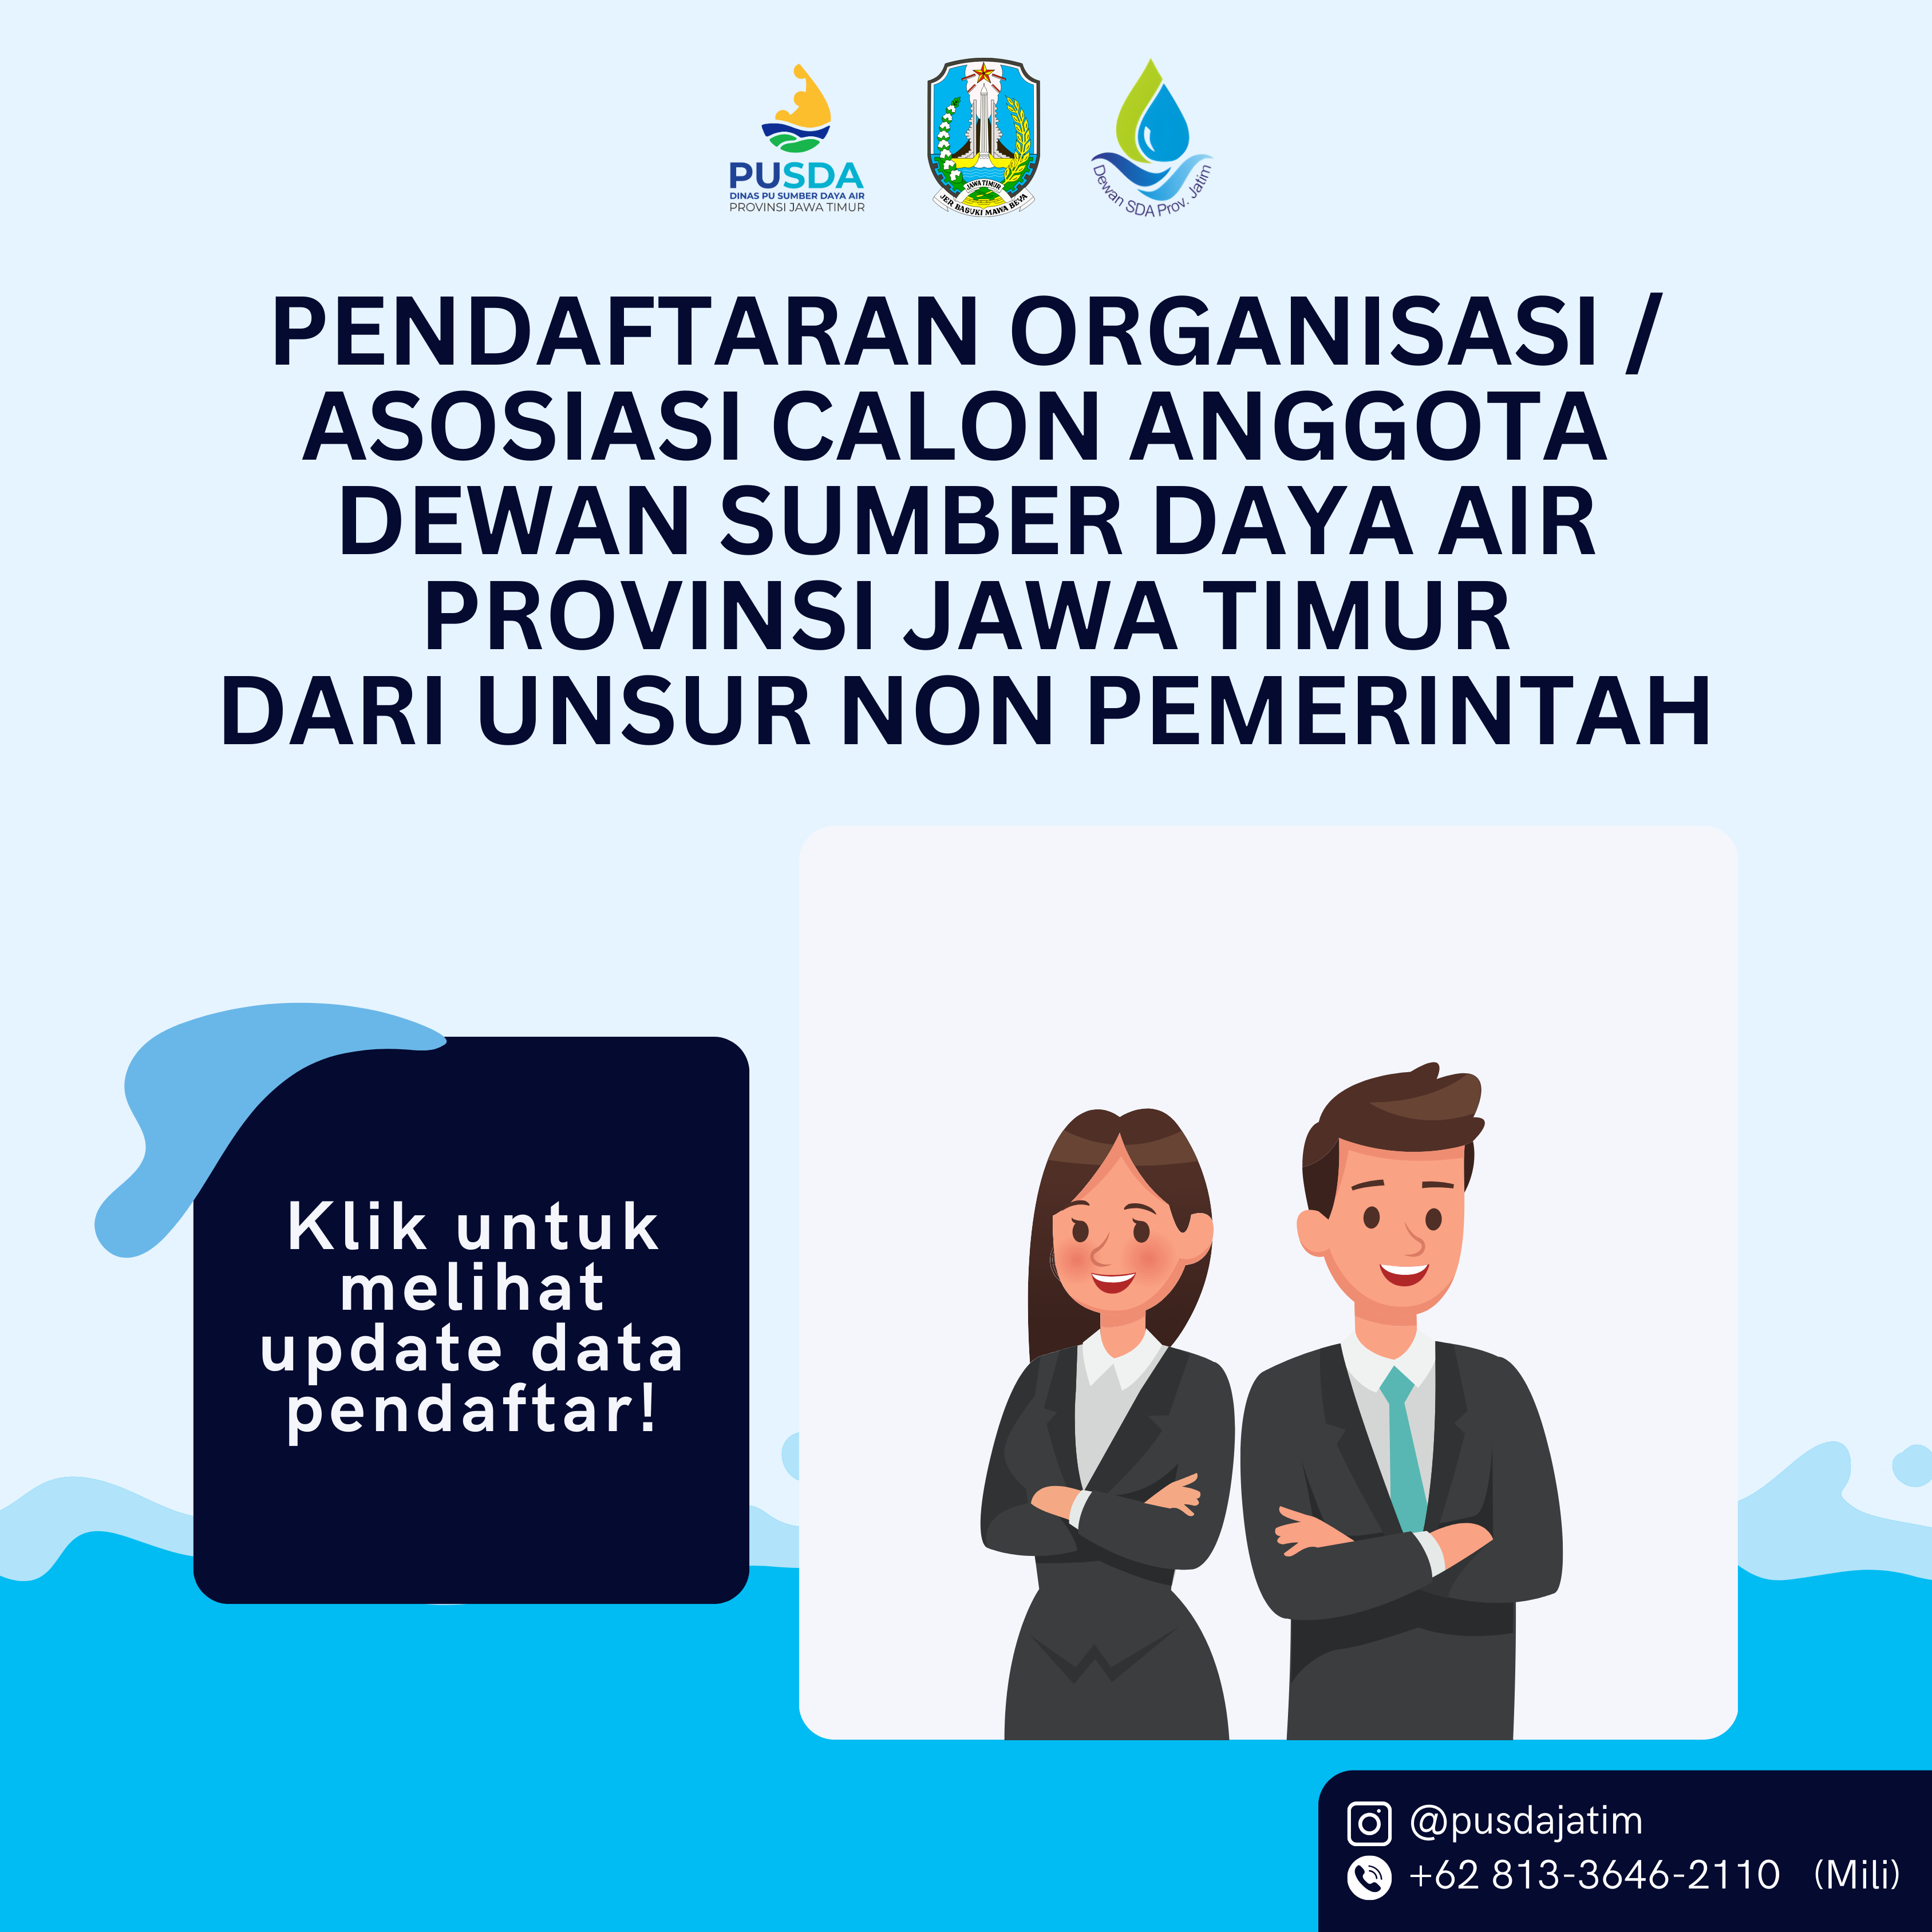 PUSDA
DINAS PU SUMBER DAYA AIR
PROVINSI JAWA TIMUR
JAWA TIMUR
JER BASUKI MAWA BEYA
Dewan SDA Prov. Jatim
PENDAFTARAN ORGANISASI /
ASOSIASI CALON ANGGOTA
DEWAN SUMBER DAYA AIR
PROVINSI JAWA TIMUR
DARI UNSUR NON PEMERINTAH
Klik untuk
melihat
update data
pendaftar!
@pusdajatim
+62 813-3646-2110 (Mili)